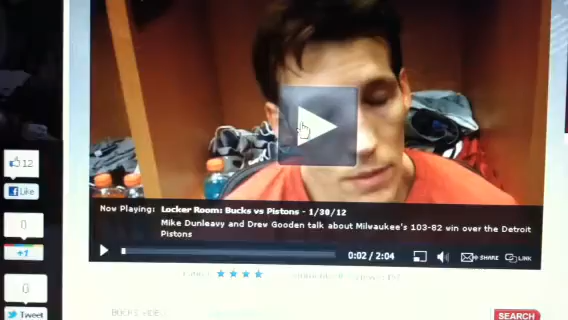 12
Like
0
+1
0
Tweet
Now Playing: Locker Room: Bucks vs Pistons - 1/30/12
Mike Dunleavy and Drew Gooden talk about Milwaukee's 103-82 win over the Detroit
Pistons
0:02 / 2:04
SHARE
LINK
SEARCH